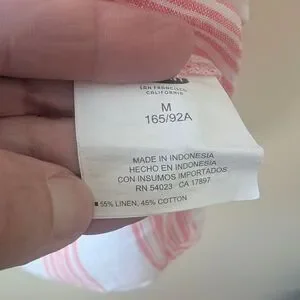 SAN FRANCISCO
CALIFORNIA
M
165/92A
MADE IN INDONESIA
HECHO EN INDONESIA
CON INSUMOS IMPORTADOS
RN 54023 CA 17897
55% LINEN, 45% COTTON